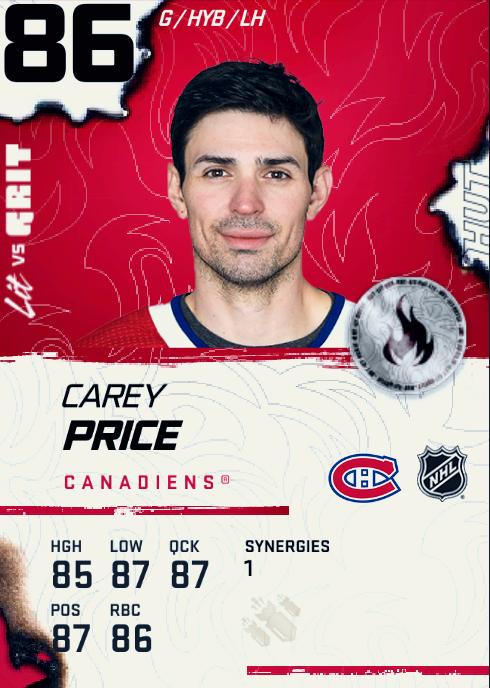 86
G / HYB / LH
Lit VS GRIT
HUT
CAREY
PRICE
CANADIENS®
NHL
HGH LOW QCK SYNERGIES
85 87 87 1
POS RBC
87 86